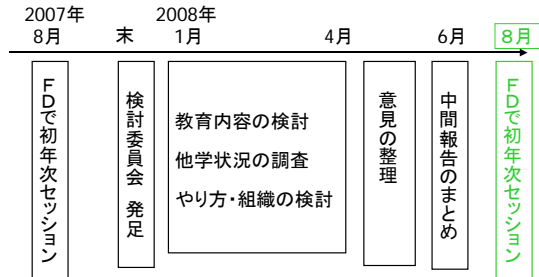 2007年
2008年
8月
末
1月
4月
6月
8月
FDで初年次セッション
検討委員会 発足
教育内容の検討
他学状況の調査
やり方・組織の検討
意見の整理
中間報告のまとめ
FDで初年次セッション